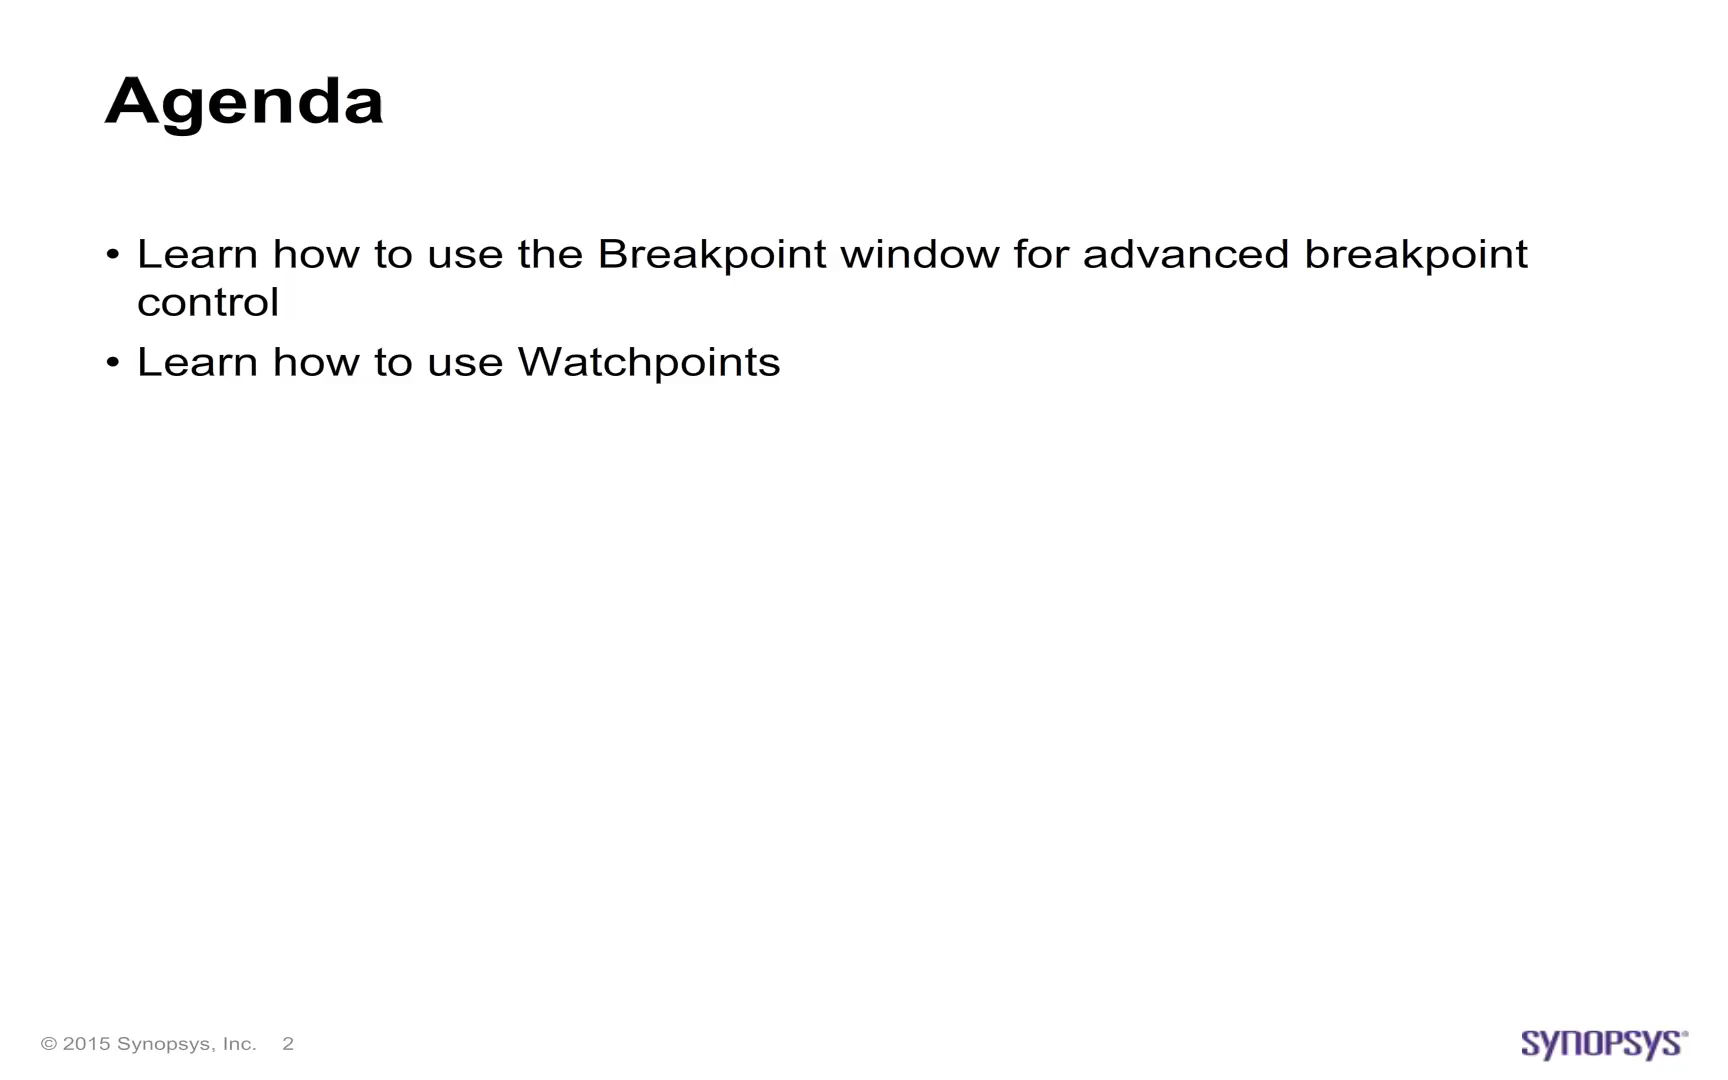 Agenda
• Learn how to use the Breakpoint window for advanced breakpoint
control
• Learn how to use Watchpoints
© 2015 Synopsys, Inc. 2
SYNOPSYS®